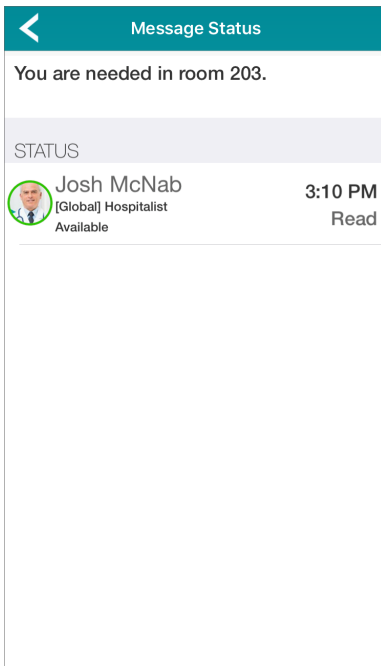 Message Status
You are needed in room 203.
STATUS
Josh McNab
[Global] Hospitalist
Available
3:10 PM
Read